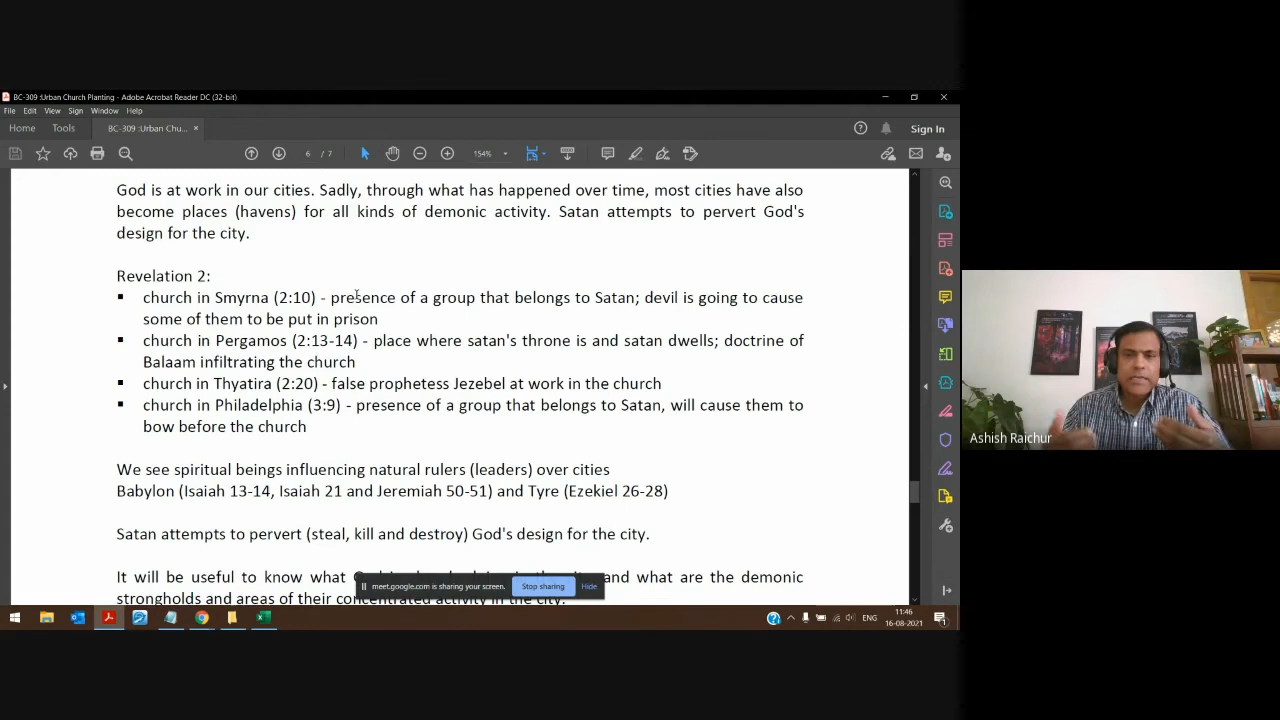 BC-309 :Urban Church Planting - Adobe Acrobat Reader DC (32-bit)
File Edit View Sign Window Help
Home Tools BC-309 :Urban Chu... × Sign In
6 / 7 154%
God is at work in our cities. Sadly, through what has happened over time, most cities have also
become places (havens) for all kinds of demonic activity. Satan attempts to pervert God's
design for the city.
Revelation 2:
▪ church in Smyrna (2:10) - presence of a group that belongs to Satan; devil is going to cause
some of them to be put in prison
▪ church in Pergamos (2:13-14) - place where satan's throne is and satan dwells; doctrine of
Balaam infiltrating the church
▪ church in Thyatira (2:20) - false prophetess Jezebel at work in the church
▪ church in Philadelphia (3:9) - presence of a group that belongs to Satan, will cause them to
bow before the church
We see spiritual beings influencing natural rulers (leaders) over cities
Babylon (Isaiah 13-14, Isaiah 21 and Jeremiah 50-51) and Tyre (Ezekiel 26-28)
Satan attempts to pervert (steal, kill and destroy) God's design for the city.
It will be useful to know what and what are the demonic
strongholds and areas of their concentrated activity in the city.
meet.google.com is sharing your screen. Stop sharing Hide
ENG 11:46
16-08-2021
Ashish Raichur